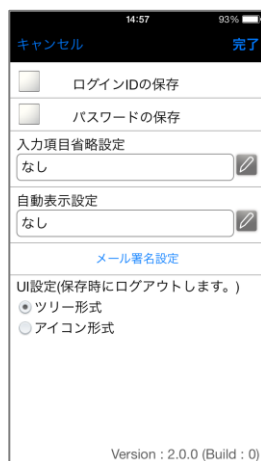 14:57 93%
キャンセル 完了
ログインIDの保存
パスワードの保存
入力項目省略設定
なし
自動表示設定
なし
メール署名設定
UI設定(保存時にログアウトします。)
ツリー形式
アイコン形式
Version : 2.0.0 (Build : 0)